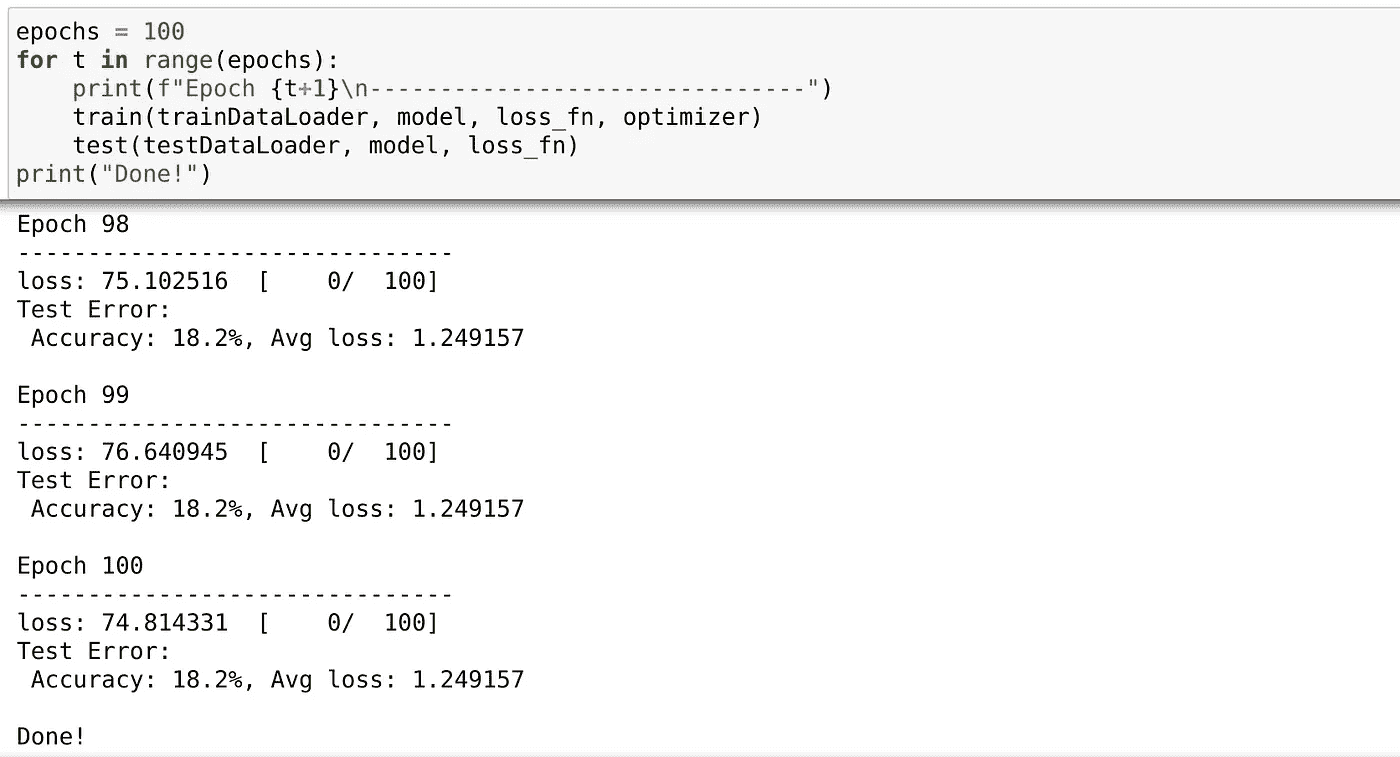 epochs = 100
for t in range(epochs):
    print(f"Epoch {t+1}\n-------------------------------")
    train(trainDataLoader, model, loss_fn, optimizer)
    test(testDataLoader, model, loss_fn)
print("Done!")
Epoch 98
-------------------------------
loss: 75.102516  [    0/  100]
Test Error:
 Accuracy: 18.2%, Avg loss: 1.249157
Epoch 99
-------------------------------
loss: 76.640945  [    0/  100]
Test Error:
 Accuracy: 18.2%, Avg loss: 1.249157
Epoch 100
-------------------------------
loss: 74.814331  [    0/  100]
Test Error:
 Accuracy: 18.2%, Avg loss: 1.249157
Done!